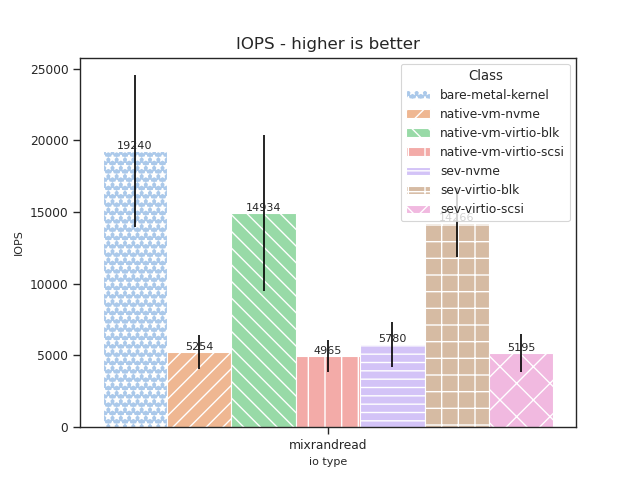 IOPS - higher is better
25000
20000
15000
10000
5000
0
IOPS
19240
5254
14934
4965
5780
14266
5195
Class
bare-metal-kernel
native-vm-nvme
native-vm-virtio-blk
native-vm-virtio-scsi
sev-nvme
sev-virtio-blk
sev-virtio-scsi
mixrandread
io type